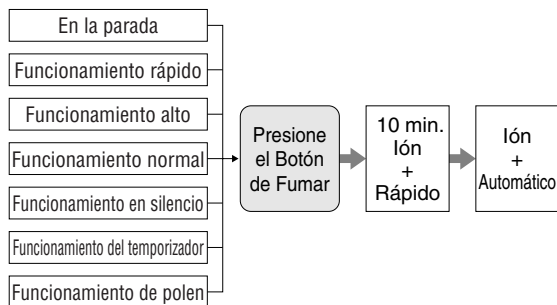 En la parada
Funcionamiento rápido
Funcionamiento alto
Funcionamiento normal
Funcionamiento en silencio
Funcionamiento del temporizador
Funcionamiento de polen
Presione
el Botón
de Fumar
10 min.
Ión
+
Rápido
Ión
+
Automático